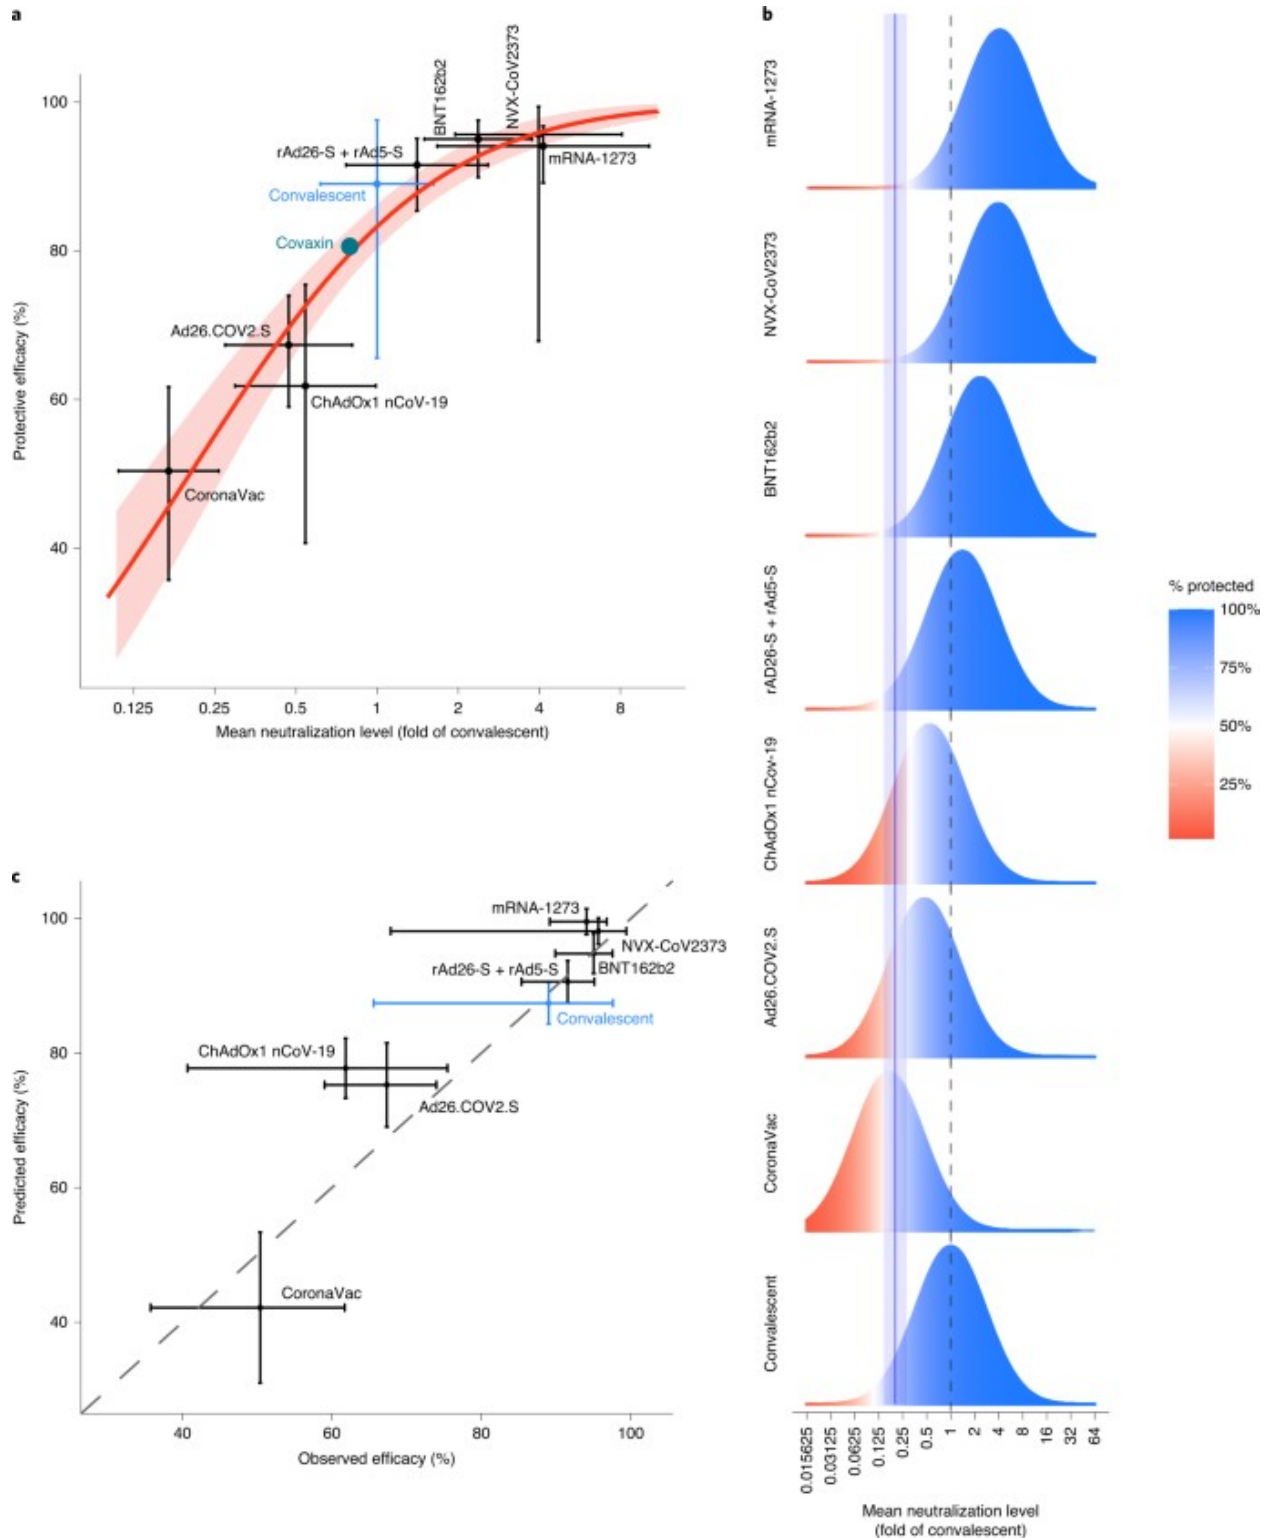 a
100
80
60
40
Protective efficacy (%)
rAd26-S + rAd5-S
BNT162b2
NVX-CoV2373
mRNA-1273
Convalescent
Covaxin
Ad26.COV2.S
ChAdOx1 nCoV-19
CoronaVac
0.125 0.25 0.5 1 2 4 8
Mean neutralization level (fold of convalescent)
b
mRNA-1273
NVX-CoV2373
BNT162b2
rAD26-S + rAd5-S
ChAdOx1 nCov-19
Ad26.COV2.S
CoronaVac
Convalescent
0.015625 0.03125 0.0625 0.125 0.25 0.5 1 2 4 8 16 32 64
Mean neutralization level
(fold of convalescent)
% protected
100%
75%
50%
25%
c
100
80
60
40
Predicted efficacy (%)
mRNA-1273
NVX-CoV2373
rAd26-S + rAd5-S
BNT162b2
Convalescent
ChAdOx1 nCoV-19
Ad26.COV2.S
CoronaVac
40 60 80 100
Observed efficacy (%)